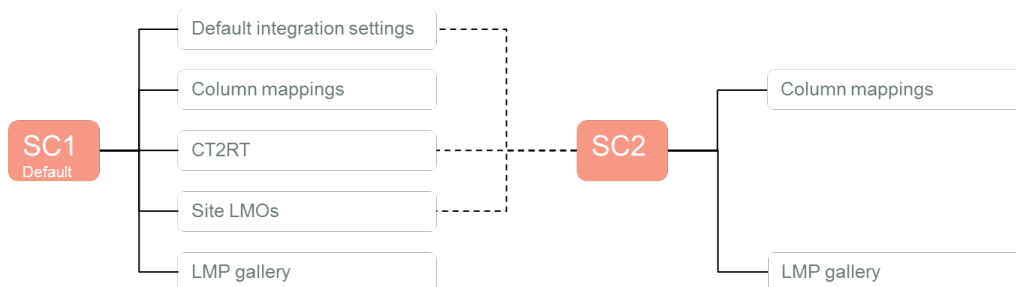 SC1
Default
Default integration settings
Column mappings
CT2RT
Site LMOs
LMP gallery
SC2
Column mappings
LMP gallery